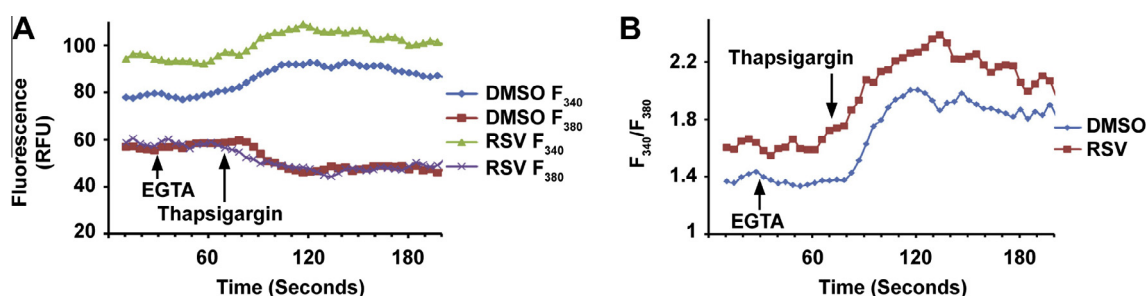 A
Fluorescence
(RFU)
100
80
60
40
20
60
120
180
Time (Seconds)
EGTA
Thapsigargin
DMSO F340
DMSO F380
RSV F340
RSV F380
B
F340/F380
2.2
1.8
1.4
1
60
120
180
Time (Seconds)
Thapsigargin
EGTA
DMSO
RSV